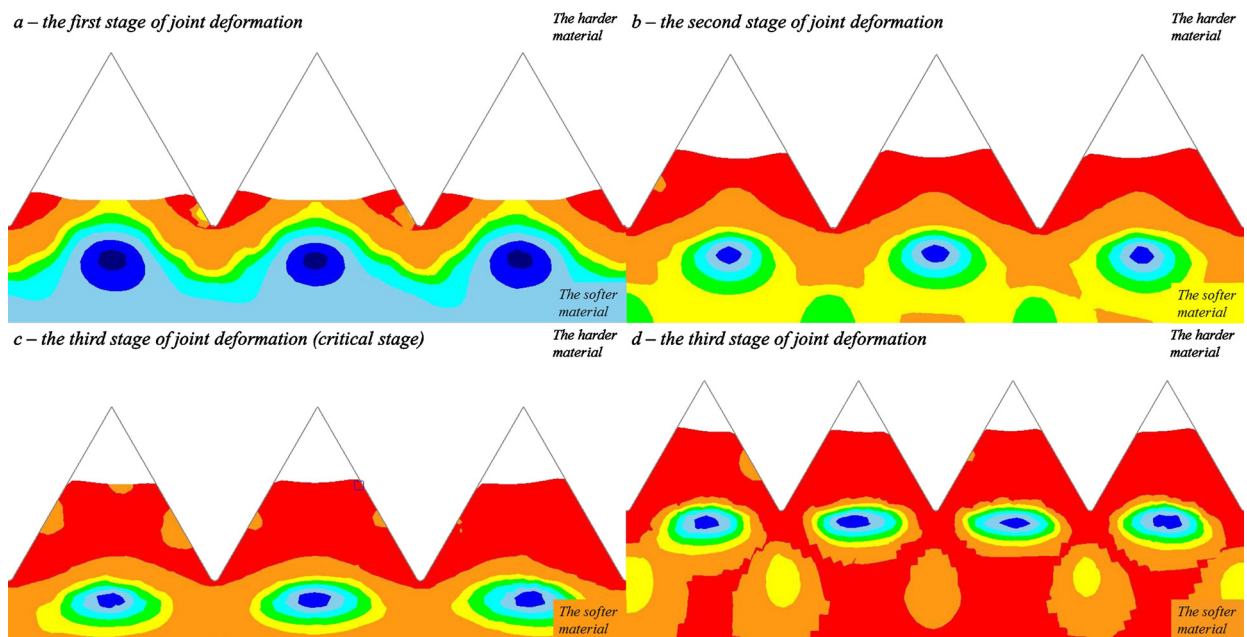 a – the first stage of joint deformation
The harder
material
The softer
material
b – the second stage of joint deformation
The harder
material
The softer
material
c – the third stage of joint deformation (critical stage)
The harder
material
The softer
material
d – the third stage of joint deformation
The harder
material
The softer
material